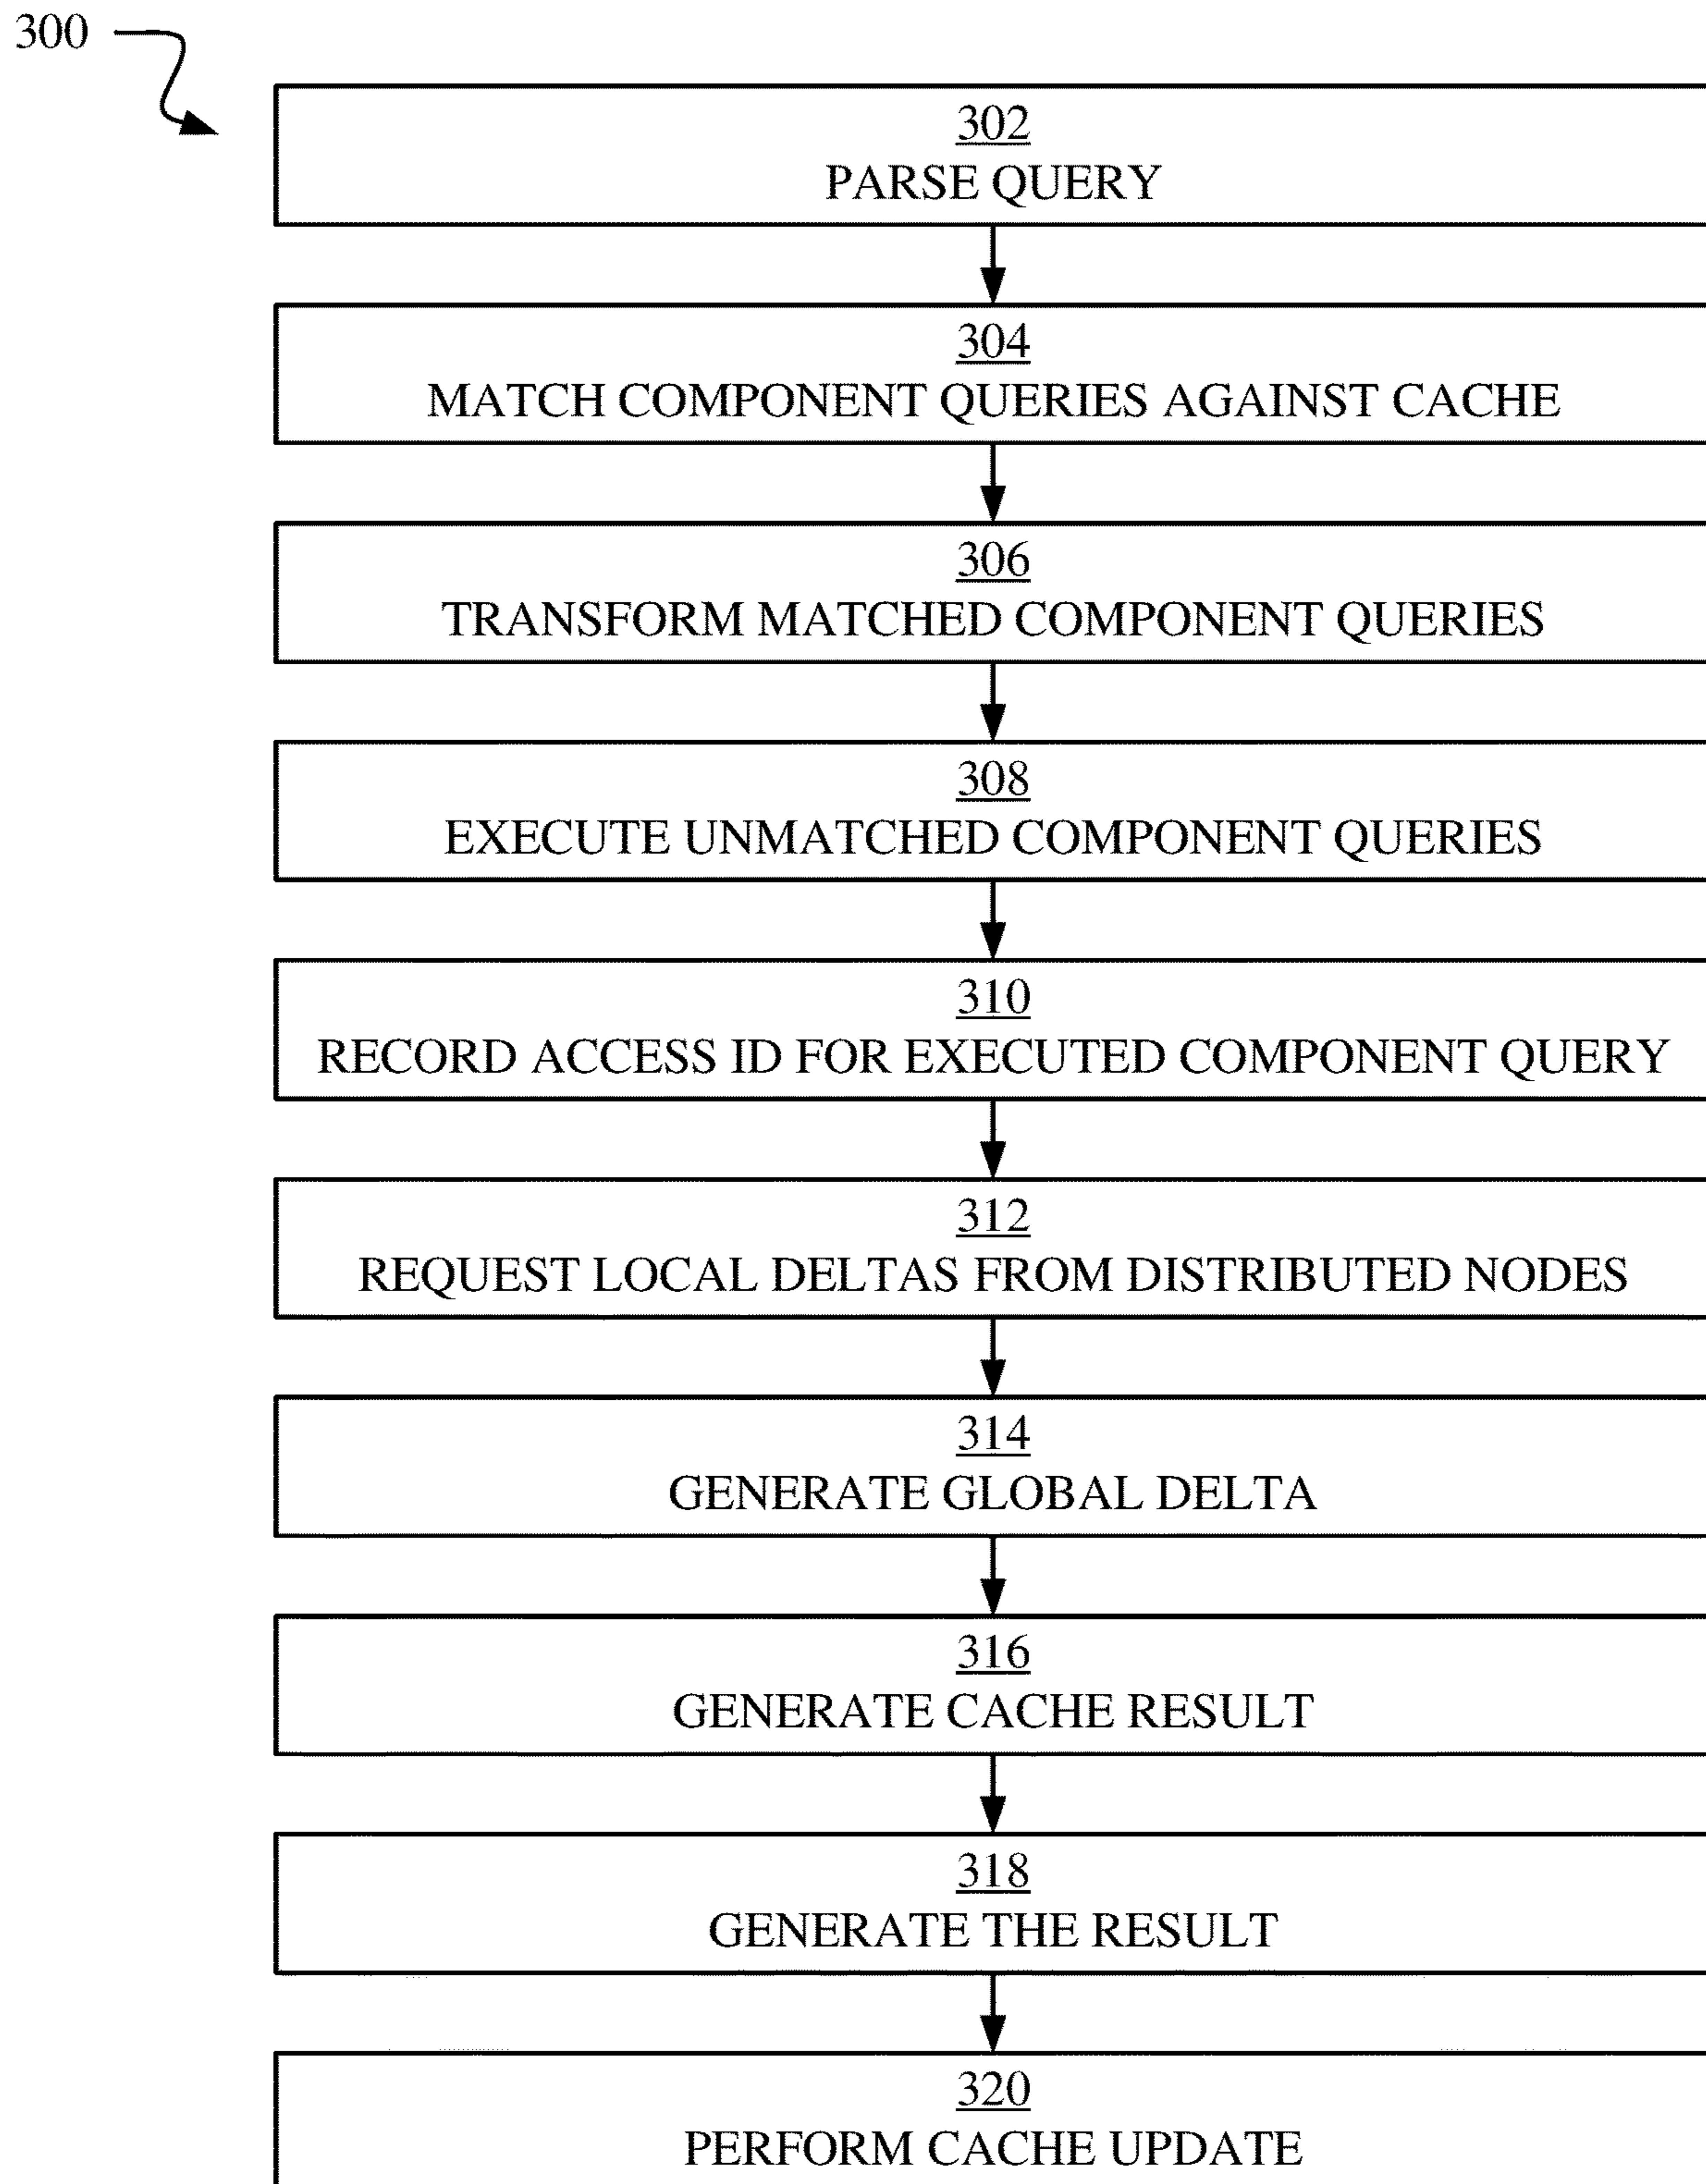 300
302
PARSE QUERY
304
MATCH COMPONENT QUERIES AGAINST CACHE
306
TRANSFORM MATCHED COMPONENT QUERIES
308
EXECUTE UNMATCHED COMPONENT QUERIES
310
RECORD ACCESS ID FOR EXECUTED COMPONENT QUERY
312
REQUEST LOCAL DELTAS FROM DISTRIBUTED NODES
314
GENERATE GLOBAL DELTA
316
GENERATE CACHE RESULT
318
GENERATE THE RESULT
320
PERFORM CACHE UPDATE